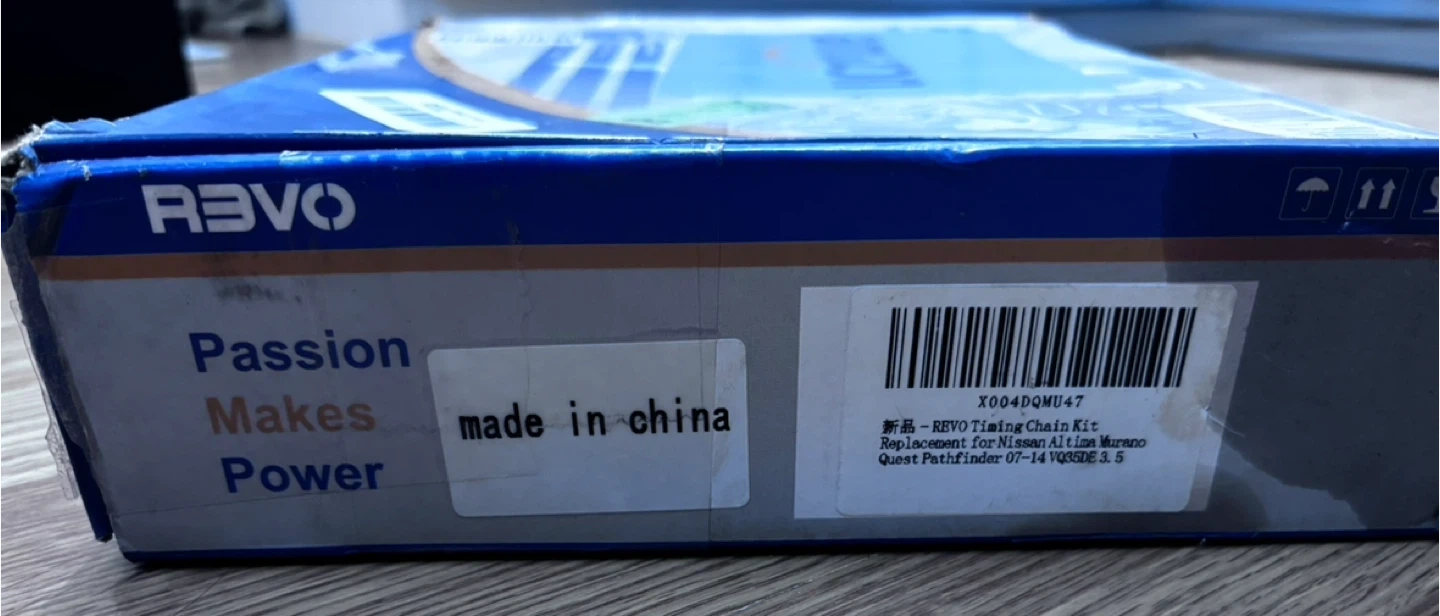 REVO
Passion
Makes
Power
made in china
X004DQMU47
新品 - REVO Timing Chain Kit
Replacement for Nissan Altima Murano
Quest Pathfinder 07-14 VQ35DE 3.5